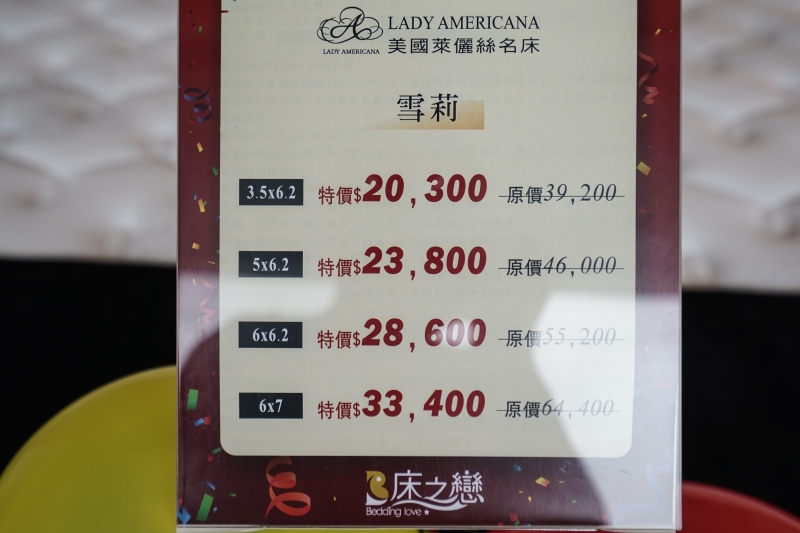 LADY AMERICANA
LADY AMERICANA
美國萊儷絲名床
雪莉
3.5x6.2 特價$20,300 原價39,200
5x6.2 特價$23,800 原價46,000
6x6.2 特價$28,600 原價55,200
6x7 特價$33,400 原價64,400
床之戀
Bedding love